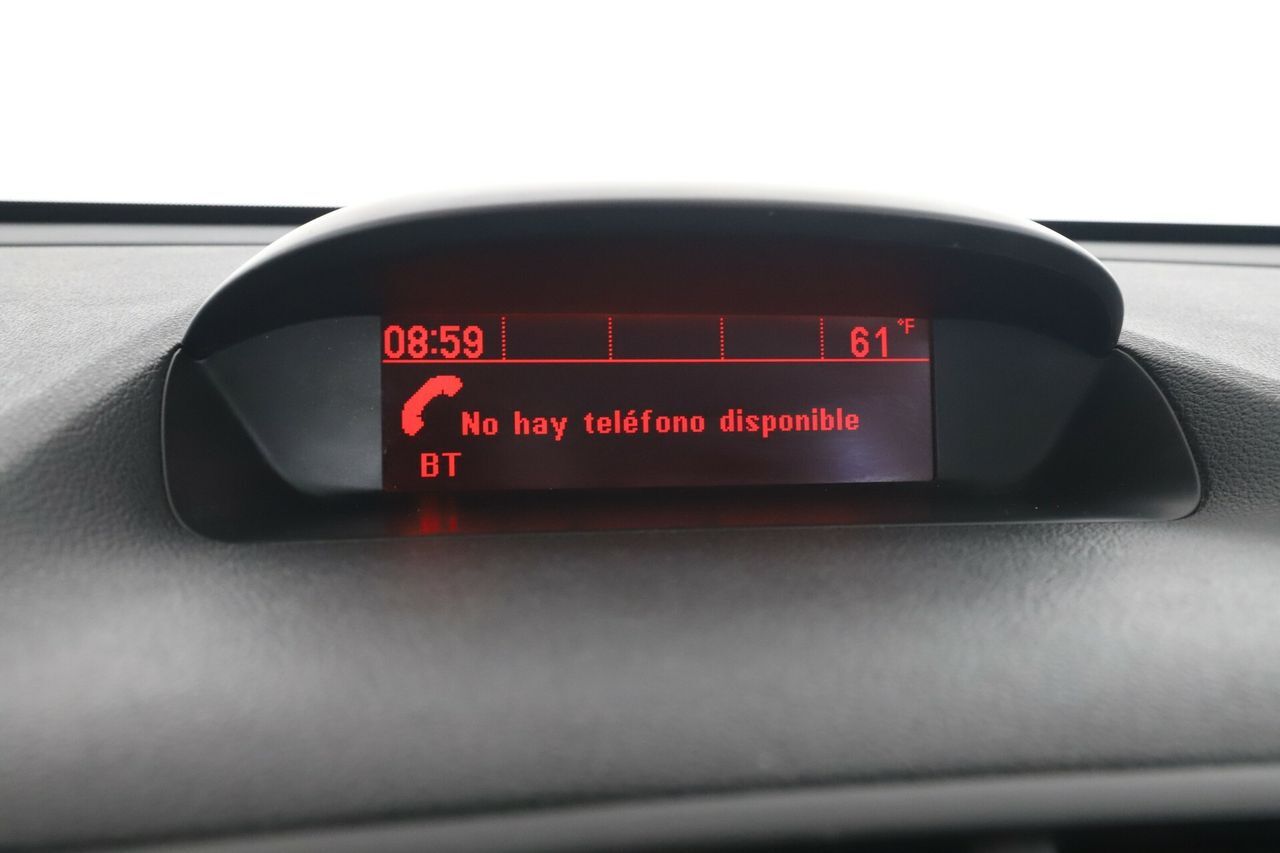 08:59 61 °F
No hay teléfono disponible
BT